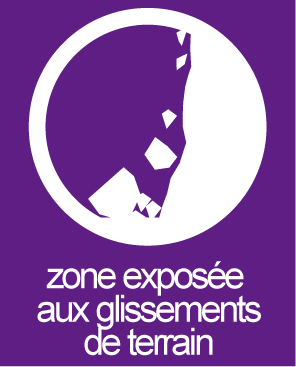 zone exposée
aux glissements
de terrain